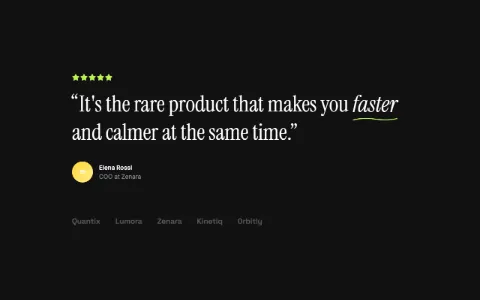 “It's the rare product that makes you faster
and calmer at the same time.”
Elena Rossi
COO at Zenara
Quantix Lumora Zenara Kinetiq Orbitly